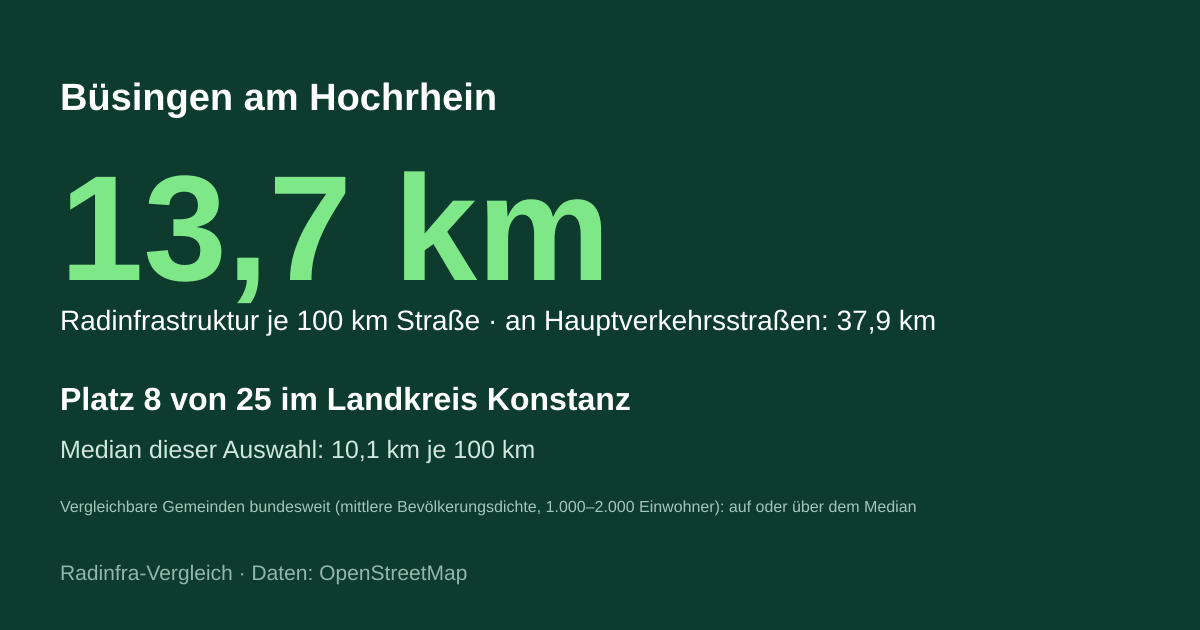 Büsingen am Hochrhein
13,7 km
Radinfrastruktur je 100 km Straße · an Hauptverkehrsstraßen: 37,9 km
Platz 8 von 25 im Landkreis Konstanz
Median dieser Auswahl: 10,1 km je 100 km
Vergleichbare Gemeinden bundesweit (mittlere Bevölkerungsdichte, 1.000–2.000 Einwohner): auf oder über dem Median
Radinfra-Vergleich · Daten: OpenStreetMap